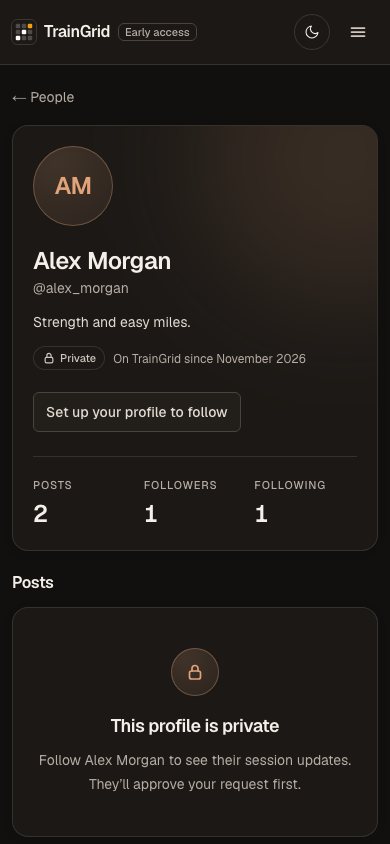 TrainGrid Early access
← People
AM
Alex Morgan
@alex_morgan
Strength and easy miles.
Private On TrainGrid since November 2026
Set up your profile to follow
POSTS FOLLOWERS FOLLOWING
2 1 1
Posts
This profile is private
Follow Alex Morgan to see their session updates.
They’ll approve your request first.